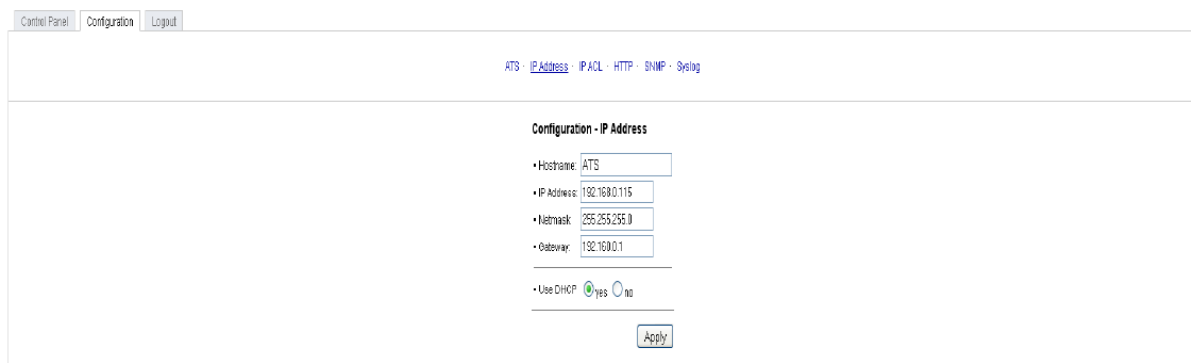 Control Panel Configuration Logout
ATS · IP Address · IP ACL · HTTP · SNMP · Syslog
Configuration - IP Address
• Hostname: ATS
• IP Address: 192.168.0.115
• Netmask: 255.255.255.0
• Gateway: 192.168.0.1
• Use DHCP yes no
Apply